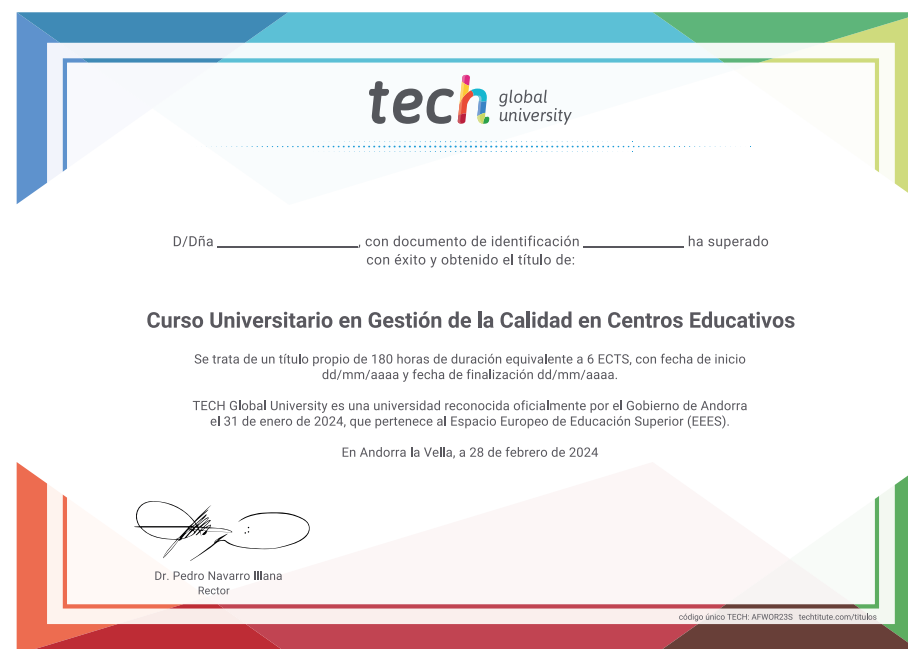 tech global
university
D/Dña ________________, con documento de identificación ____________ ha superado
con éxito y obtenido el título de:
Curso Universitario en Gestión de la Calidad en Centros Educativos
Se trata de un título propio de 180 horas de duración equivalente a 6 ECTS, con fecha de inicio
dd/mm/aaaa y fecha de finalización dd/mm/aaaa.
TECH Global University es una universidad reconocida oficialmente por el Gobierno de Andorra
el 31 de enero de 2024, que pertenece al Espacio Europeo de Educación Superior (EEES).
En Andorra la Vella, a 28 de febrero de 2024
Dr. Pedro Navarro Illana
Rector
código único TECH: AFWOR23S techtitute.com/titulos